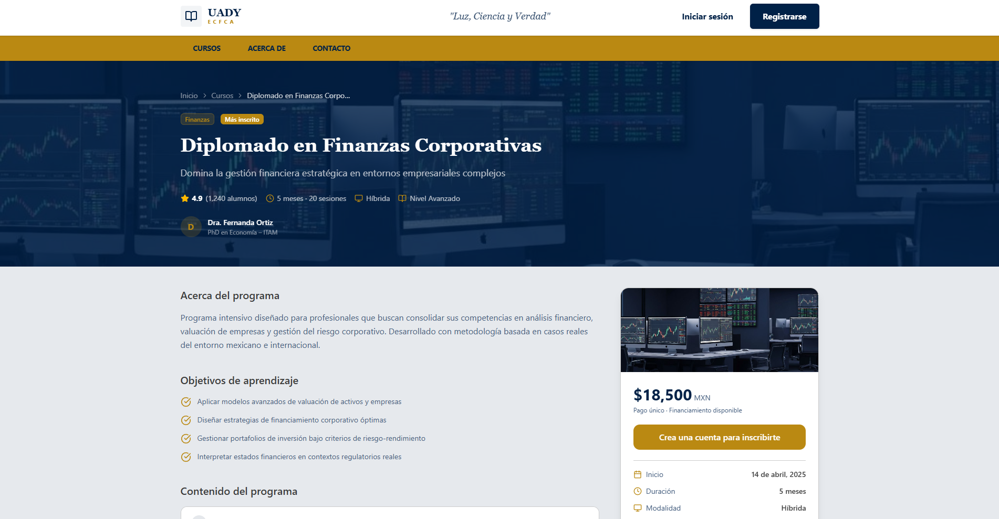 UADY
ECFCA
"Luz, Ciencia y Verdad"
Iniciar sesión
Registrarse
CURSOS
ACERCA DE
CONTACTO
Inicio > Cursos > Diplomado en Finanzas Corpo...
Finanzas
Más inscrito
Diplomado en Finanzas Corporativas
Domina la gestión financiera estratégica en entornos empresariales complejos
4.9 (1,240 alumnos)
5 meses · 20 sesiones
Híbrida
Nivel Avanzado
D
Dra. Fernanda Ortiz
PhD en Economía – ITAM
Acerca del programa
Programa intensivo diseñado para profesionales que buscan consolidar sus competencias en análisis financiero,
valuación de empresas y gestión del riesgo corporativo. Desarrollado con metodología basada en casos reales
del entorno mexicano e internacional.
Objetivos de aprendizaje
Aplicar modelos avanzados de valuación de activos y empresas
Diseñar estrategias de financiamiento corporativo óptimas
Gestionar portafolios de inversión bajo criterios de riesgo-rendimiento
Interpretar estados financieros en contextos regulatorios reales
Contenido del programa
$18,500 MXN
Pago único · Financiamiento disponible
Crea una cuenta para inscribirte
Inicio 14 de abril, 2025
Duración 5 meses
Modalidad Híbrida